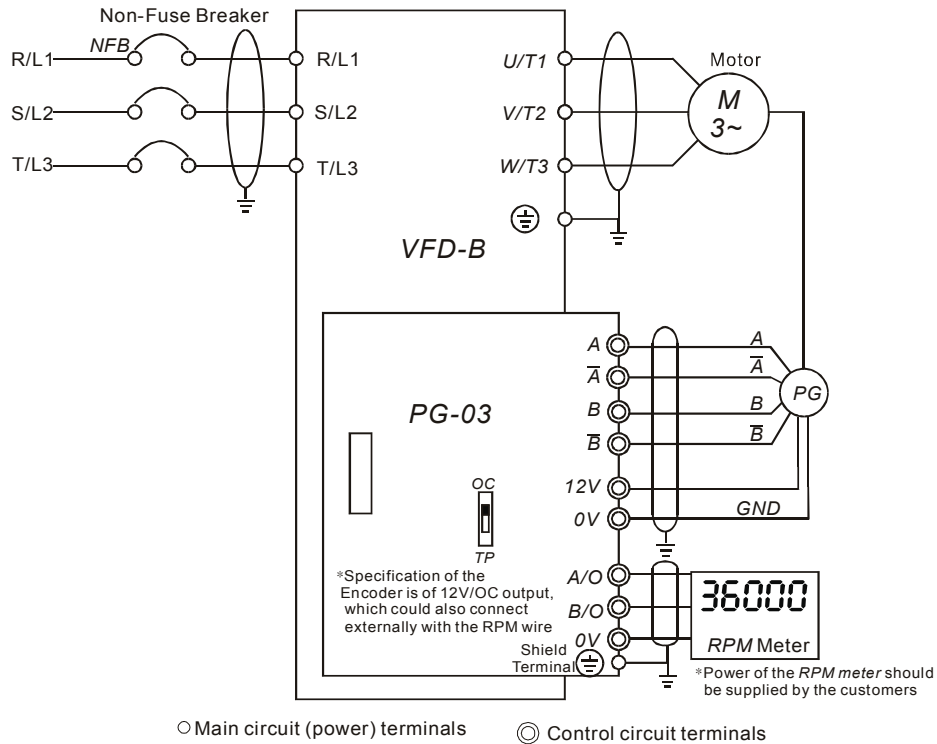 Non-Fuse Breaker
NFB
R/L1
R/L1
U/T1
Motor
S/L2
S/L2
V/T2
M
3~
T/L3
T/L3
W/T3
VFD-B
A
A
A̅
A̅
PG-03
B
B
PG
B̅
B̅
OC
12V
0V
GND
TP
*Specification of the
Encoder is of 12V/OC output,
which could also connect
externally with the RPM wire
A/O
36000
B/O
0V
RPM Meter
Shield
Terminal
*Power of the RPM meter should
be supplied by the customers
Main circuit (power) terminals
Control circuit terminals